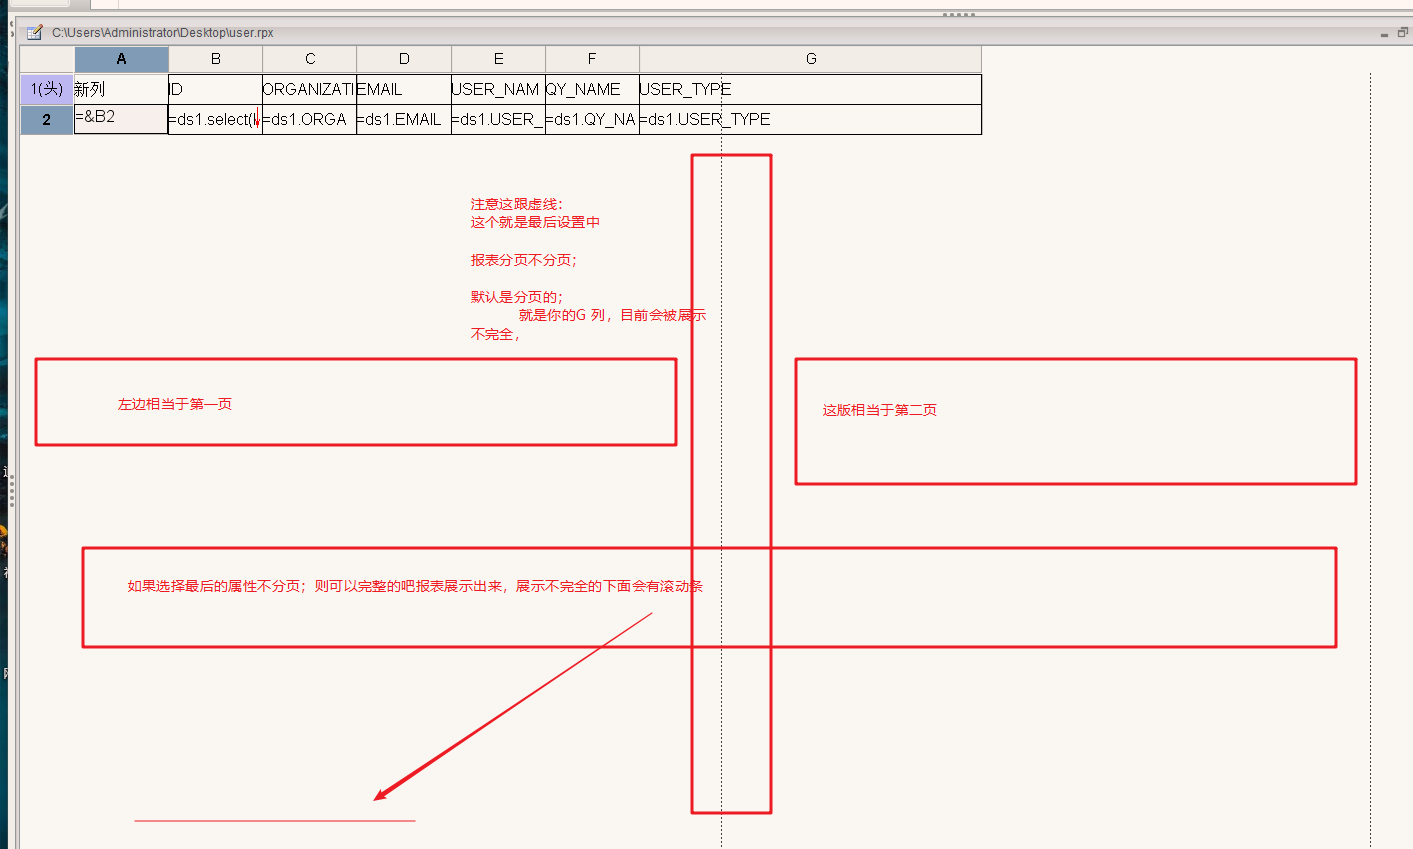 C:\Users\Administrator\Desktop\user.rpx
A B C D E F G
1(头) 新列 ID ORGANIZATI EMAIL USER_NAM QY_NAME USER_TYPE
2 =&B2 =ds1.select( =ds1.ORGA =ds1.EMAIL =ds1.USER_ =ds1.QY_NA =ds1.USER_TYPE
注意这跟虚线：
这个就是最后设置中
报表分页不分页；
默认是分页的；
就是你的G 列，目前会被展示
不完全，
左边相当于第一页
这版相当于第二页
如果选择最后的属性不分页；则可以完整的吧报表展示出来，展示不完全的下面会有滚动条